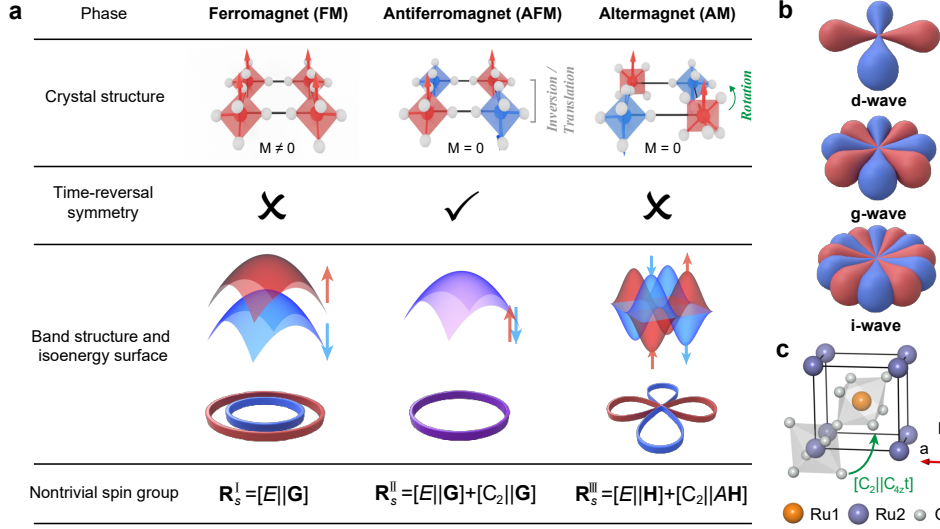 a
Phase
Ferromagnet (FM)
Antiferromagnet (AFM)
Altermagnet (AM)
Crystal structure
M ≠ 0
M = 0
Inversion /
Translation
M = 0
Rotation
Time-reversal
symmetry
✗
✓
✗
Band structure and
isoenergy surface
Nontrivial spin group
R_s^I=[E||G]
R_s^II=[E||G]+[C₂||G]
R_s^III=[E||H]+[C₂||AH]
b
d-wave
g-wave
i-wave
c
a
[C₂||C₄zt]
Ru1
Ru2